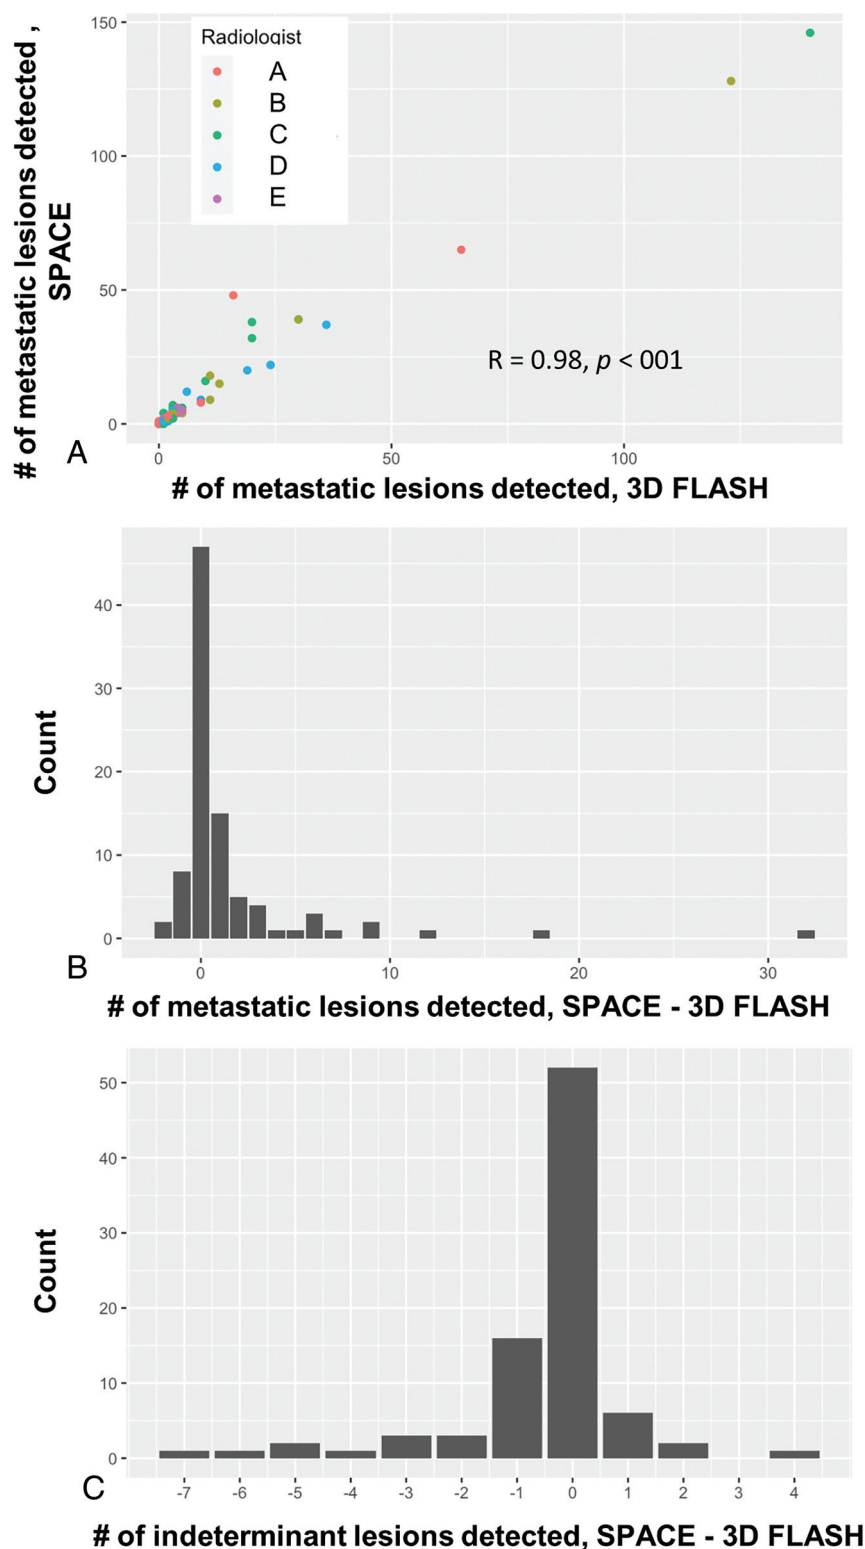 # of metastatic lesions detected ,
SPACE
Radiologist
A
B
C
D
E
150
100
50
0
R = 0.98, p < 001
0 50 100
A
# of metastatic lesions detected, 3D FLASH
Count
40
30
20
10
0
0 10 20 30
B
# of metastatic lesions detected, SPACE - 3D FLASH
Count
50
40
30
20
10
0
-7 -6 -5 -4 -3 -2 -1 0 1 2 3 4
C
# of indeterminant lesions detected, SPACE - 3D FLASH